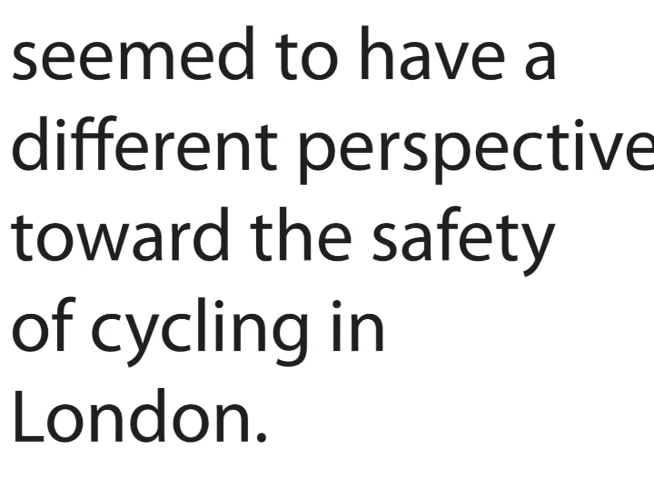 seemed to have a
different perspective
toward the safety
of cycling in
London.